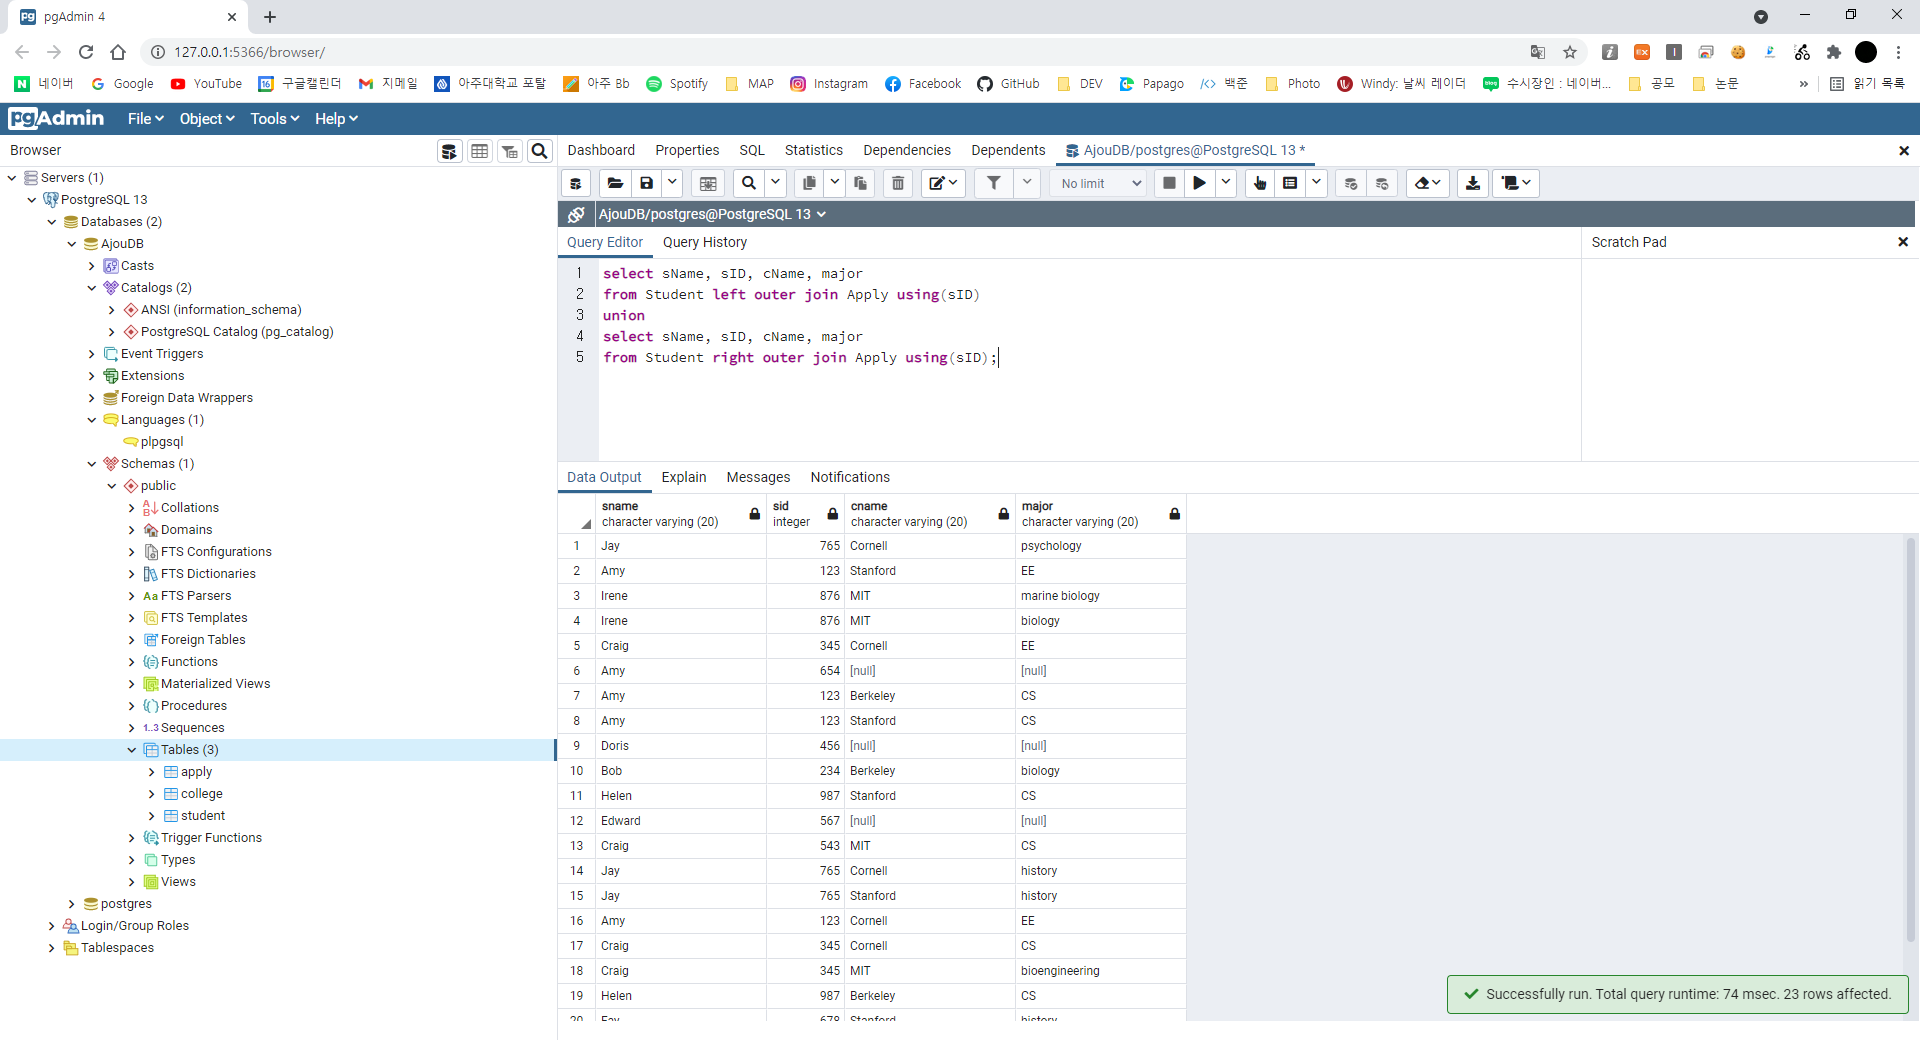 pgAdmin 4
127.0.0.1:5366/browser/
네이버 Google YouTube 구글캘린더 지메일 아주대학교 포탈 아주 Bb Spotify MAP Instagram Facebook GitHub DEV Papago 백준 Photo Windy: 날씨 레이더 수시장인 : 네이버... 공모 논문 » 읽기 목록
pgAdmin File Object Tools Help
Browser
Servers (1)
PostgreSQL 13
Databases (2)
AjouDB
Casts
Catalogs (2)
ANSI (information_schema)
PostgreSQL Catalog (pg_catalog)
Event Triggers
Extensions
Foreign Data Wrappers
Languages (1)
plpgsql
Schemas (1)
public
Collations
Domains
FTS Configurations
FTS Dictionaries
FTS Parsers
FTS Templates
Foreign Tables
Functions
Materialized Views
Procedures
1..3 Sequences
Tables (3)
apply
college
student
Trigger Functions
Types
Views
postgres
Login/Group Roles
Tablespaces
Dashboard Properties SQL Statistics Dependencies Dependents AjouDB/postgres@PostgreSQL 13 *
No limit
AjouDB/postgres@PostgreSQL 13
Query Editor Query History
Scratch Pad
1 select sName, sID, cName, major
2 from Student left outer join Apply using(sID)
3 union
4 select sName, sID, cName, major
5 from Student right outer join Apply using(sID);
Data Output Explain Messages Notifications
sname sid cname major
character varying (20) integer character varying (20) character varying (20)
1 Jay 765 Cornell psychology
2 Amy 123 Stanford EE
3 Irene 876 MIT marine biology
4 Irene 876 MIT biology
5 Craig 345 Cornell EE
6 Amy 654 [null] [null]
7 Amy 123 Berkeley CS
8 Amy 123 Stanford CS
9 Doris 456 [null] [null]
10 Bob 234 Berkeley biology
11 Helen 987 Stanford CS
12 Edward 567 [null] [null]
13 Craig 543 MIT CS
14 Jay 765 Cornell history
15 Jay 765 Stanford history
16 Amy 123 Cornell EE
17 Craig 345 Cornell CS
18 Craig 345 MIT bioengineering
19 Helen 987 Berkeley CS
20 Fay 678 Stanford history
Successfully run. Total query runtime: 74 msec. 23 rows affected.